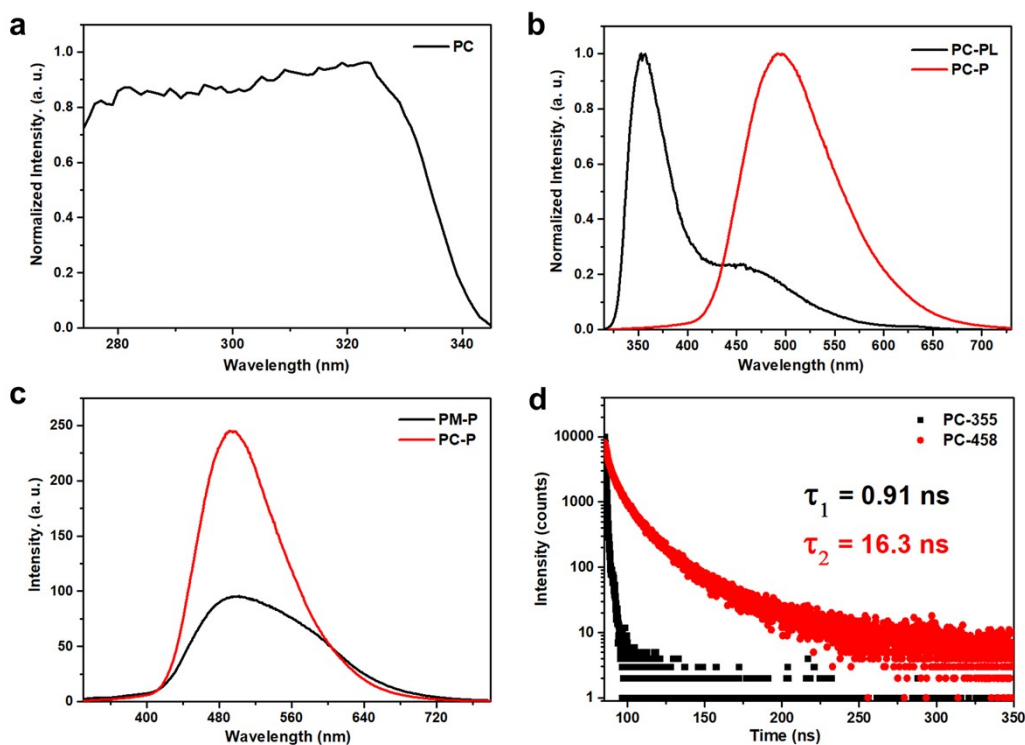 a
PC
1.0
0.8
0.6
0.4
0.2
0.0
Normalized Intensity. (a. u.)
280 300 320 340
Wavelength (nm)
b
PC-PL
PC-P
1.0
0.8
0.6
0.4
0.2
0.0
Normalized Intensity. (a. u.)
350 400 450 500 550 600 650 700
Wavelength (nm)
c
PM-P
PC-P
250
225
150
100
50
0
Intensity. (a. u.)
400 480 560 640 720
Wavelength (nm)
d
PC-355
PC-458
10000
1000
100
10
1
Intensity (counts)
τ1 = 0.91 ns
τ2 = 16.3 ns
100 150 200 250 300 350
Time (ns)